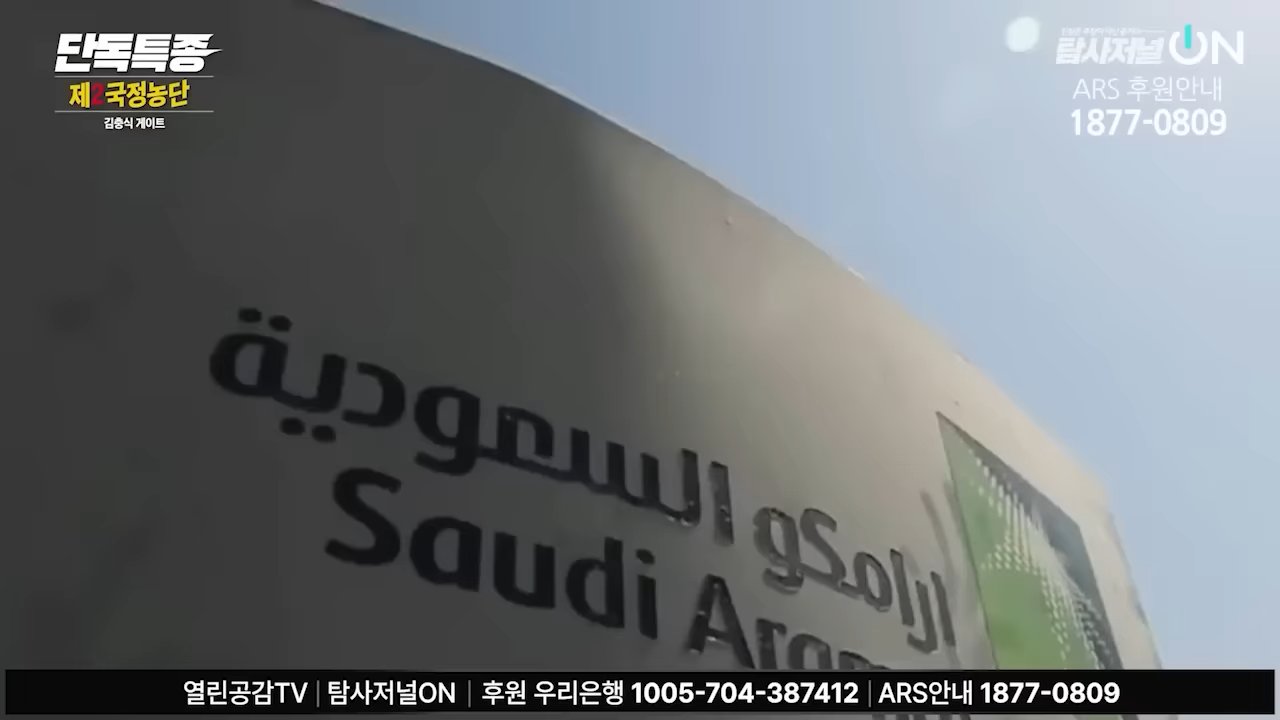 단독특종
제2국정농단
김충식 게이트
탐사저널 ON
ARS 후원안내
1877-0809
ارامكو السعودية
Saudi Aram
열린공감TV | 탐사저널ON | 후원 우리은행 1005-704-387412 | ARS안내 1877-0809